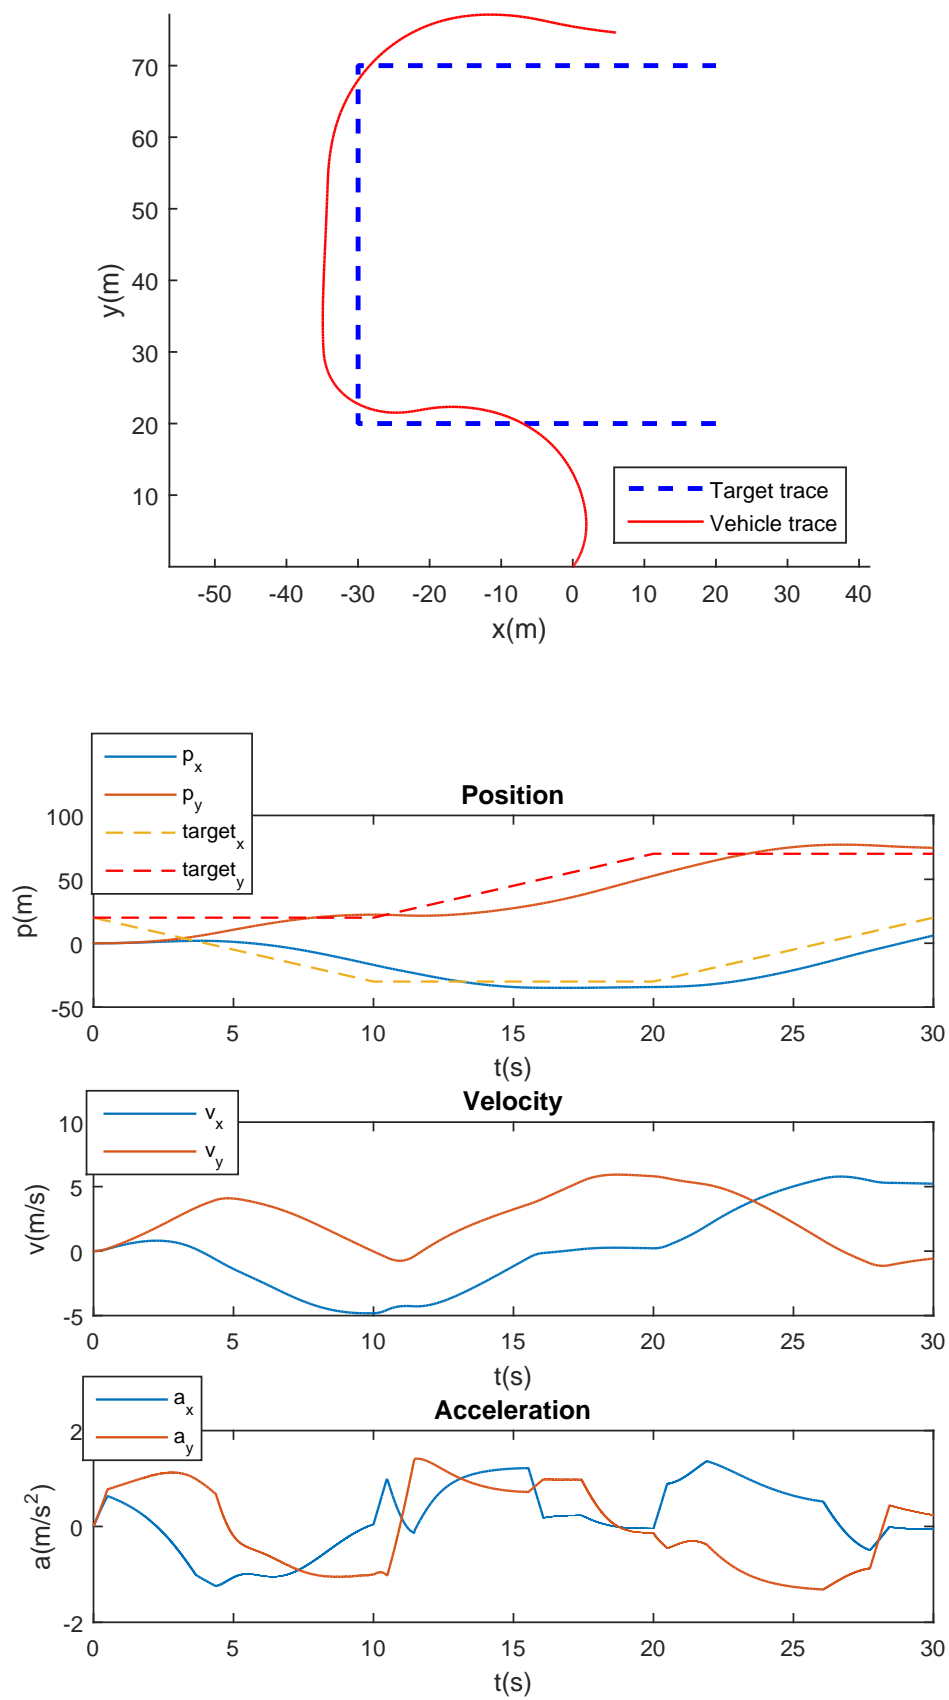 70
60
50
40
30
20
10
y(m)
Target trace
Vehicle trace
-50 -40 -30 -20 -10 0 10 20 30 40
x(m)
p_x
p_y
target_x
target_y
Position
100
50
0
-50
p(m)
0 5 10 15 20 25 30
t(s)
v_x
v_y
Velocity
10
5
0
-5
v(m/s)
0 5 10 15 20 25 30
t(s)
a_x
a_y
Acceleration
2
0
-2
a(m/s^2)
0 5 10 15 20 25 30
t(s)